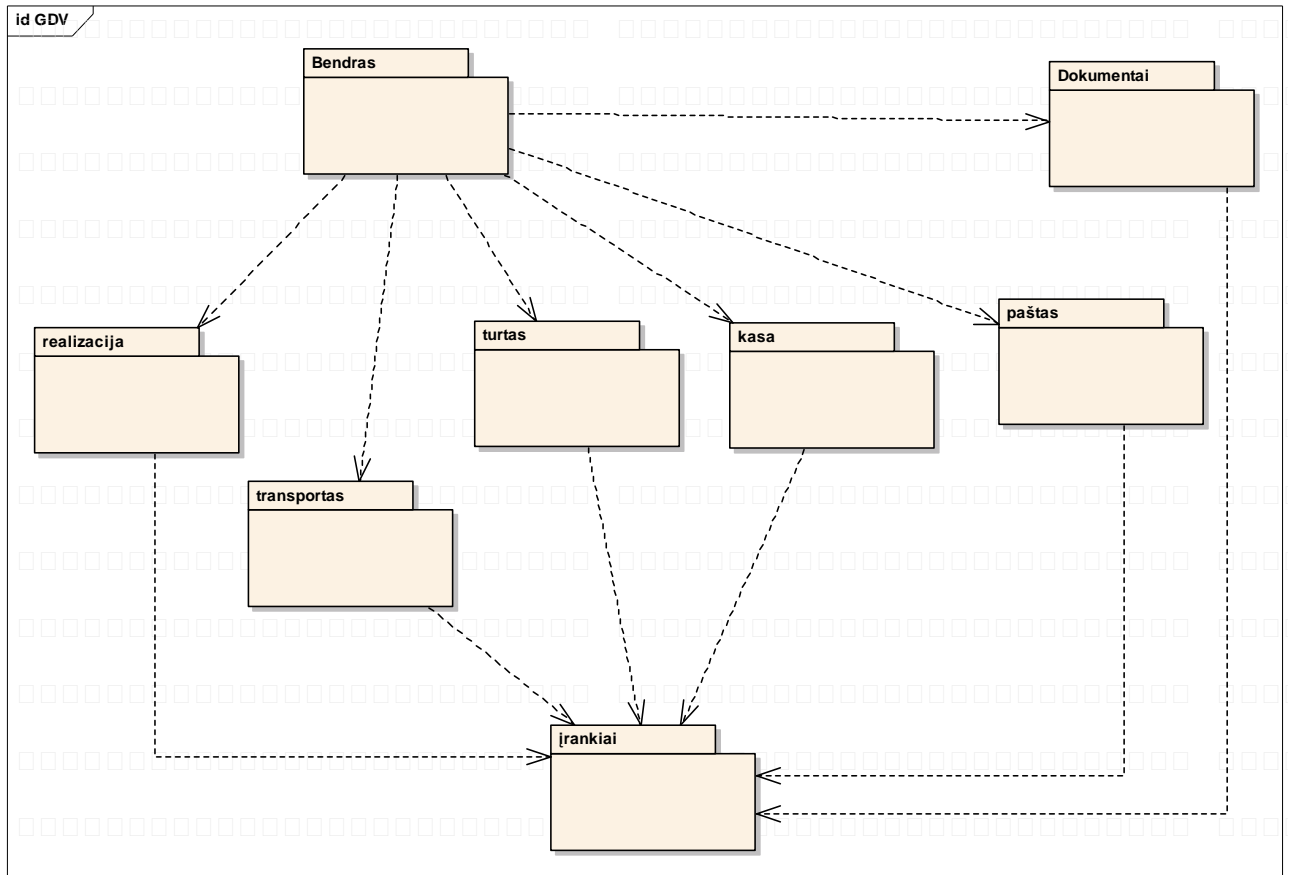 id GDV
Bendras
Dokumentai
realizacija
turtas
kasa
paštas
transportas
įrankiai